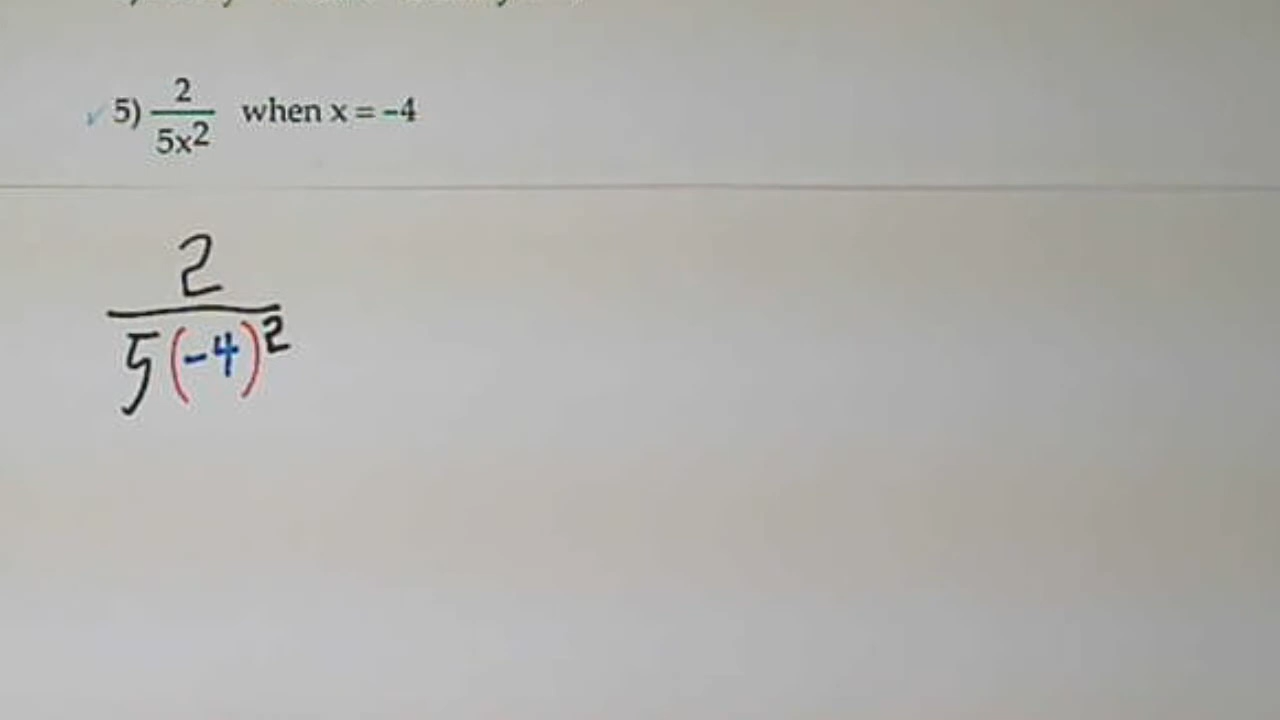 5) 2/5x² when x = –4
2
5(-4)²